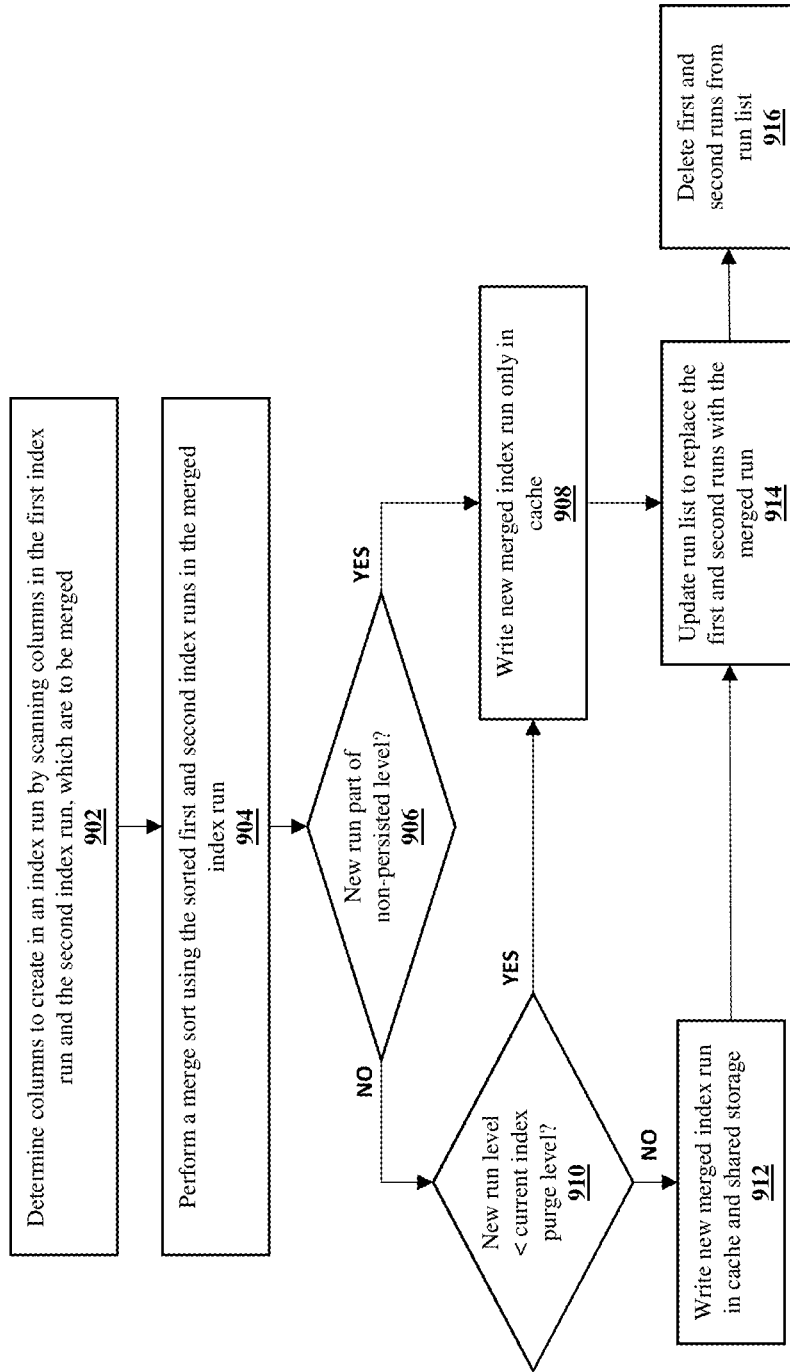 Determine columns to create in an index run by scanning columns in the first index
run and the second index run, which are to be merged
902
Perform a merge sort using the sorted first and second index runs in the merged
index run
904
New run part of
non-persisted level?
906
YES
NO
Write new merged index run only in
cache
908
New run level
< current index
purge level?
910
YES
NO
Write new merged index run
in cache and shared storage
912
Update run list to replace the
first and second runs with the
merged run
914
Delete first and
second runs from
run list
916